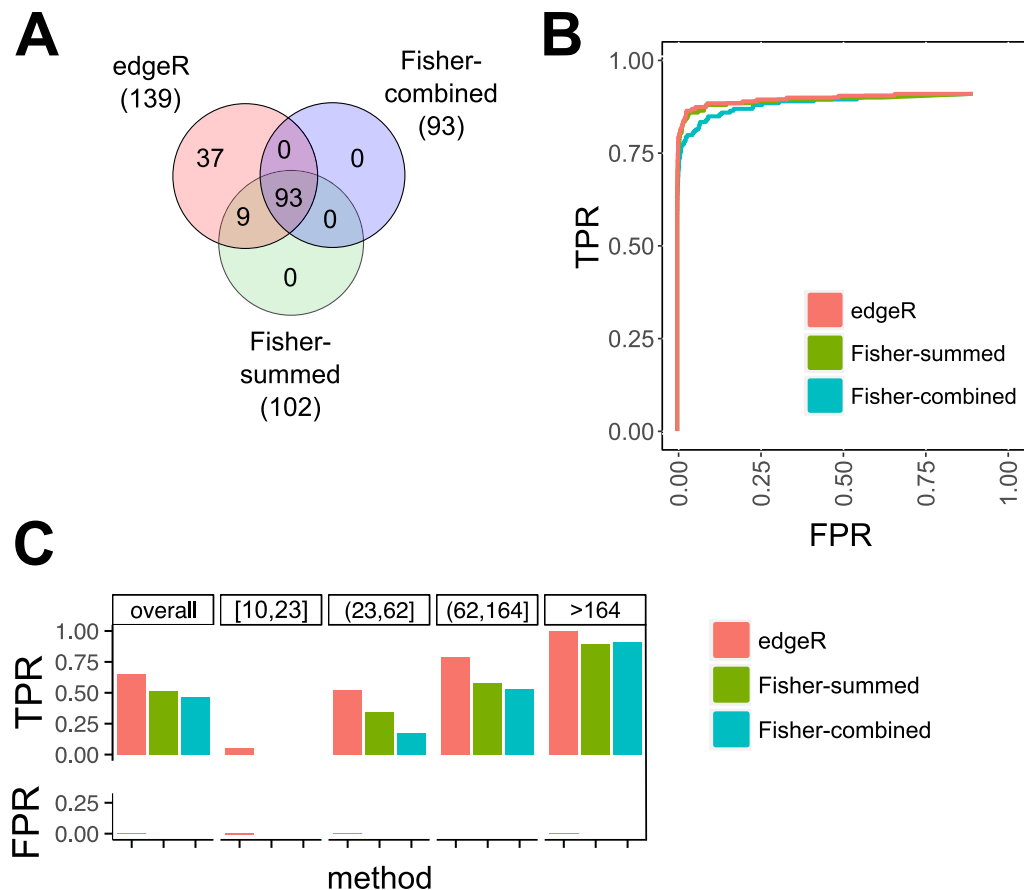 A
edgeR
(139)
Fisher-
combined
(93)
37
0
0
93
9
0
0
Fisher-
summed
(102)
B
TPR
1.00
0.75
0.50
0.25
0.00
edgeR
Fisher-summed
Fisher-combined
0.00
0.25
0.50
0.75
1.00
FPR
C
overall
[10,23]
(23,62]
(62,164]
>164
TPR
1.00
0.75
0.50
0.25
0.00
FPR
0.25
0.00
method
edgeR
Fisher-summed
Fisher-combined